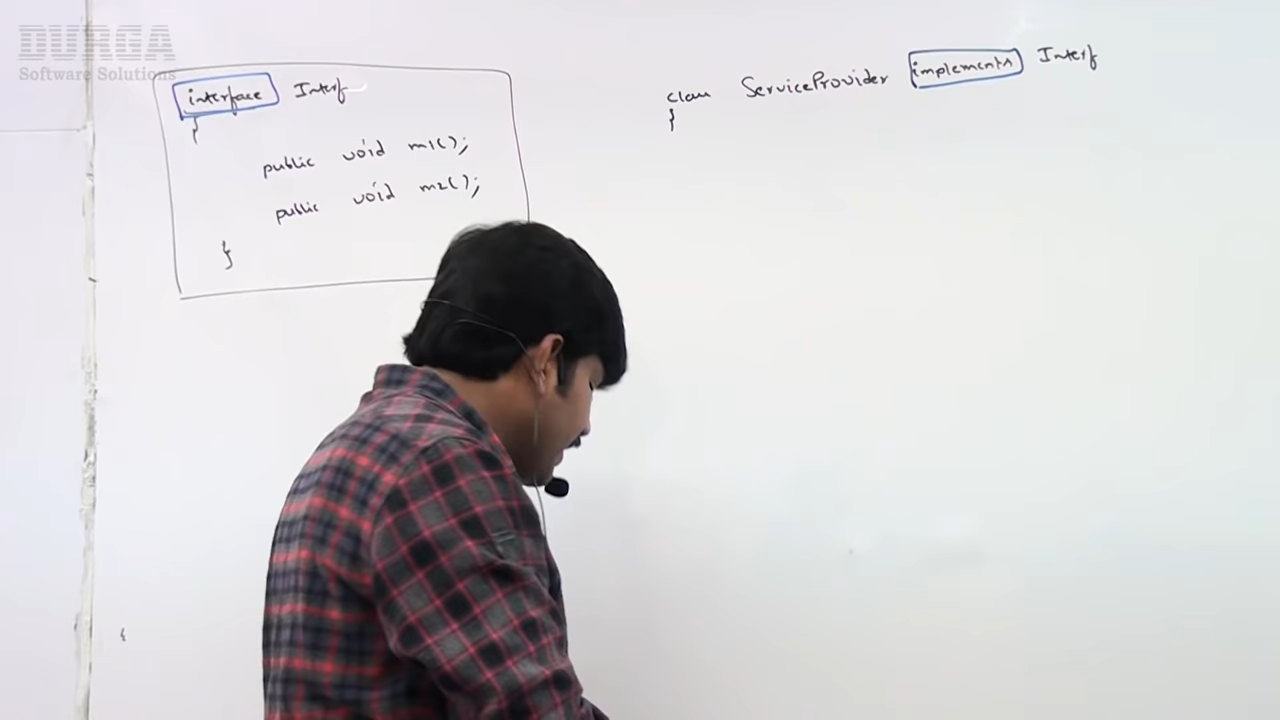 DURGA
Software Solutions
interface Interf
{
public void m1();
public void m2();
}
class ServiceProvider implements Interf
{